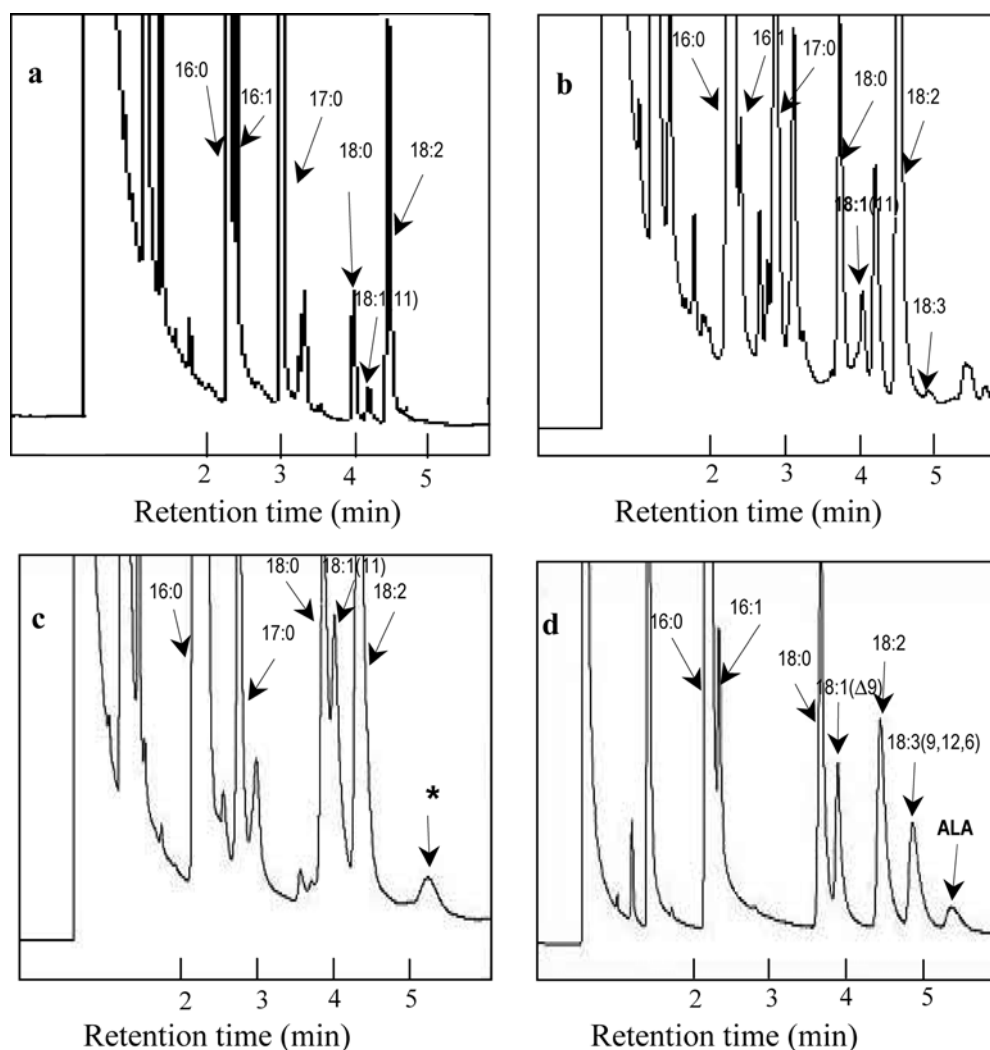 a
16:0
16:1
17:0
18:0
18:2
18:1(11)
2 3 4 5
Retention time (min)
b
16:0
16:1
17:0
18:0
18:2
18:1(11)
18:3
2 3 4 5
Retention time (min)
c
16:0
17:0
18:0
18:1(11)
18:2
*
2 3 4 5
Retention time (min)
d
16:0
16:1
18:0
18:1(Δ9)
18:2
18:3(9,12,6)
ALA
2 3 4 5
Retention time (min)